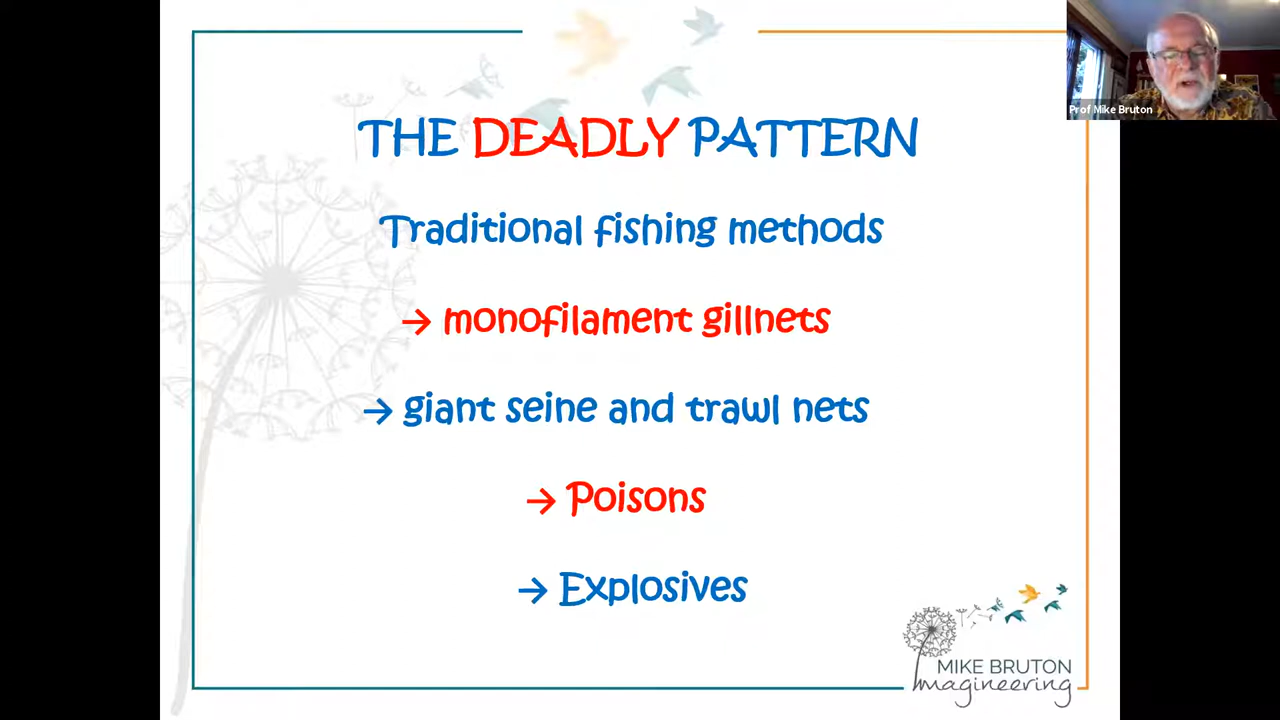 THE DEADLY PATTERN
Traditional fishing methods
→ monofilament gillnets
→ giant seine and trawl nets
→ Poisons
→ Explosives
MIKE BRUTON
imagineering
Prof Mike Bruton